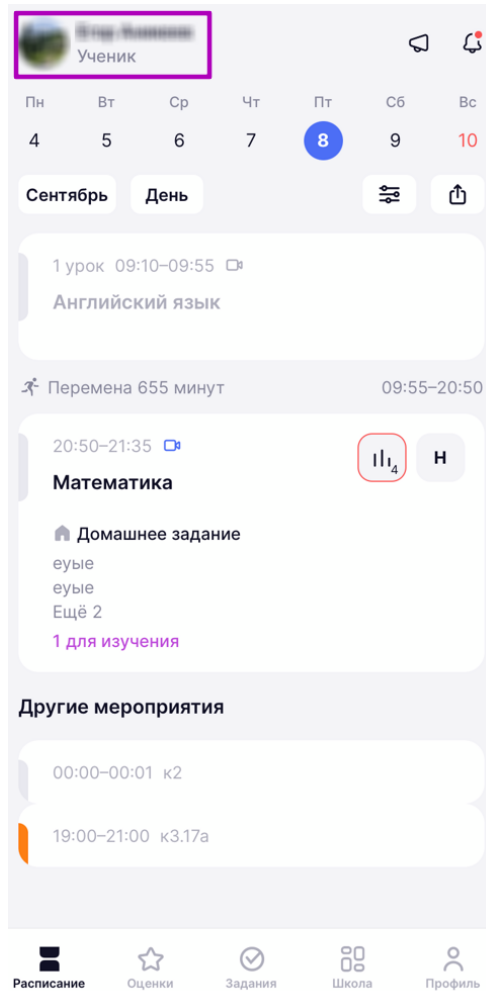 Ученик
Пн Вт Ср Чт Пт Сб Вс
4 5 6 7 8 9 10
Сентябрь День
1 урок 09:10–09:55
Английский язык
Перемена 655 минут 09:55–20:50
20:50–21:35
4 Н
Математика
Домашнее задание
еуые
еуые
Ещё 2
1 для изучения
Другие мероприятия
00:00–00:01 к2
19:00–21:00 к3.17а
Расписание Оценки Задания Школа Профиль